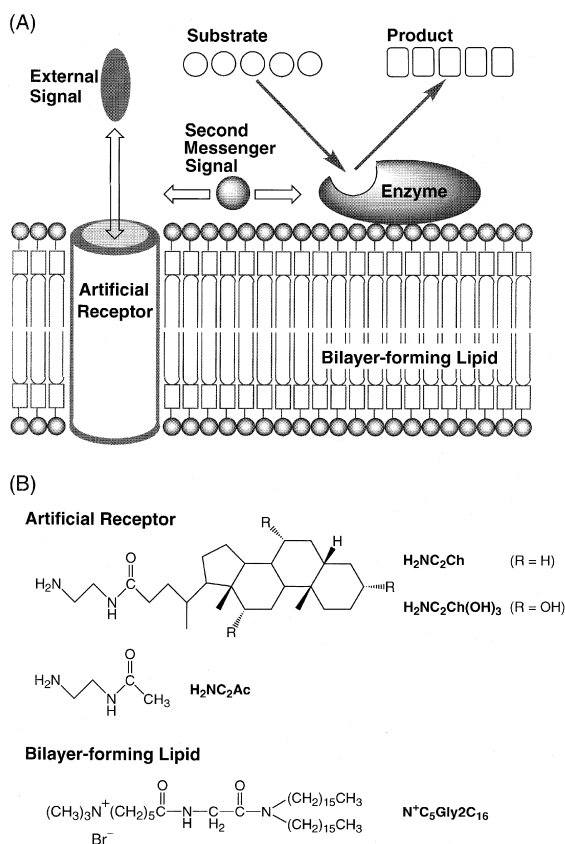 (A)
Substrate
Product
External
Signal
Second
Messenger
Signal
Enzyme
Artificial
Receptor
Bilayer-forming Lipid
(B)
Artificial Receptor
R
H
O
C
H₂N
N
H
R
R
H₂NC₂Ch (R = H)
H₂NC₂Ch(OH)₃ (R = OH)
O
H₂N
C
N
H
CH₃
H₂NC₂Ac
Bilayer-forming Lipid
O
O
(CH₂)₁₅CH₃
(CH₃)₃N⁺(CH₂)₅C–N–C–C–N
H
H₂
(CH₂)₁₅CH₃
Br⁻
N⁺C₅Gly2C₁₆